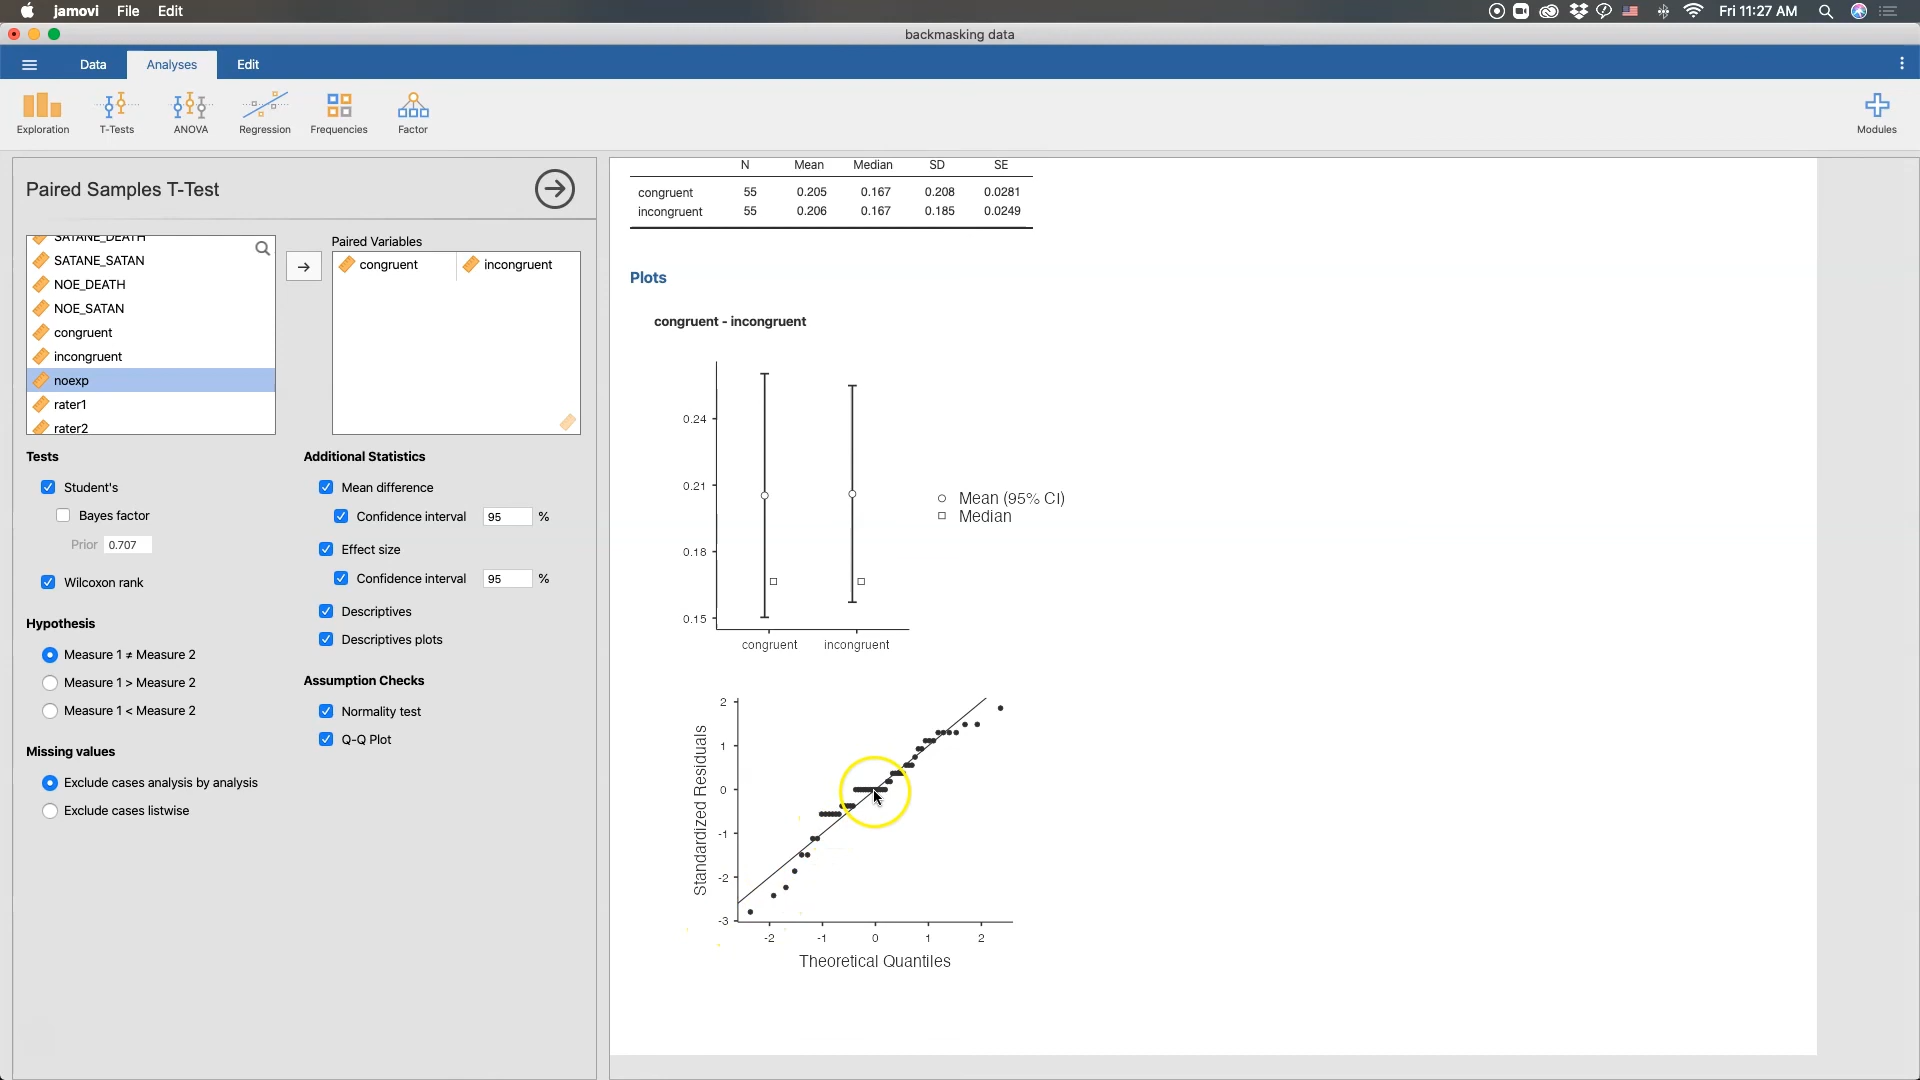 jamovi File Edit Fri 11:27 AM
backmasking data
Data Analyses Edit
Exploration T-Tests ANOVA Regression Frequencies Factor Modules
Paired Samples T-Test
SATANE_DEATH
SATANE_SATAN
NOE_DEATH
NOE_SATAN
congruent
incongruent
noexp
rater1
rater2
Paired Variables
congruent incongruent
Tests
Student's
Bayes factor
Prior 0.707
Wilcoxon rank
Hypothesis
Measure 1 ≠ Measure 2
Measure 1 > Measure 2
Measure 1 < Measure 2
Missing values
Exclude cases analysis by analysis
Exclude cases listwise
Additional Statistics
Mean difference
Confidence interval 95 %
Effect size
Confidence interval 95 %
Descriptives
Descriptives plots
Assumption Checks
Normality test
Q-Q Plot
N Mean Median SD SE
congruent 55 0.205 0.167 0.208 0.0281
incongruent 55 0.206 0.167 0.185 0.0249
Plots
congruent - incongruent
0.24
0.21
0.18
0.15
congruent incongruent
Mean (95% CI)
Median
Standardized Residuals
2
1
0
-1
-2
-3
-2 -1 0 1 2
Theoretical Quantiles